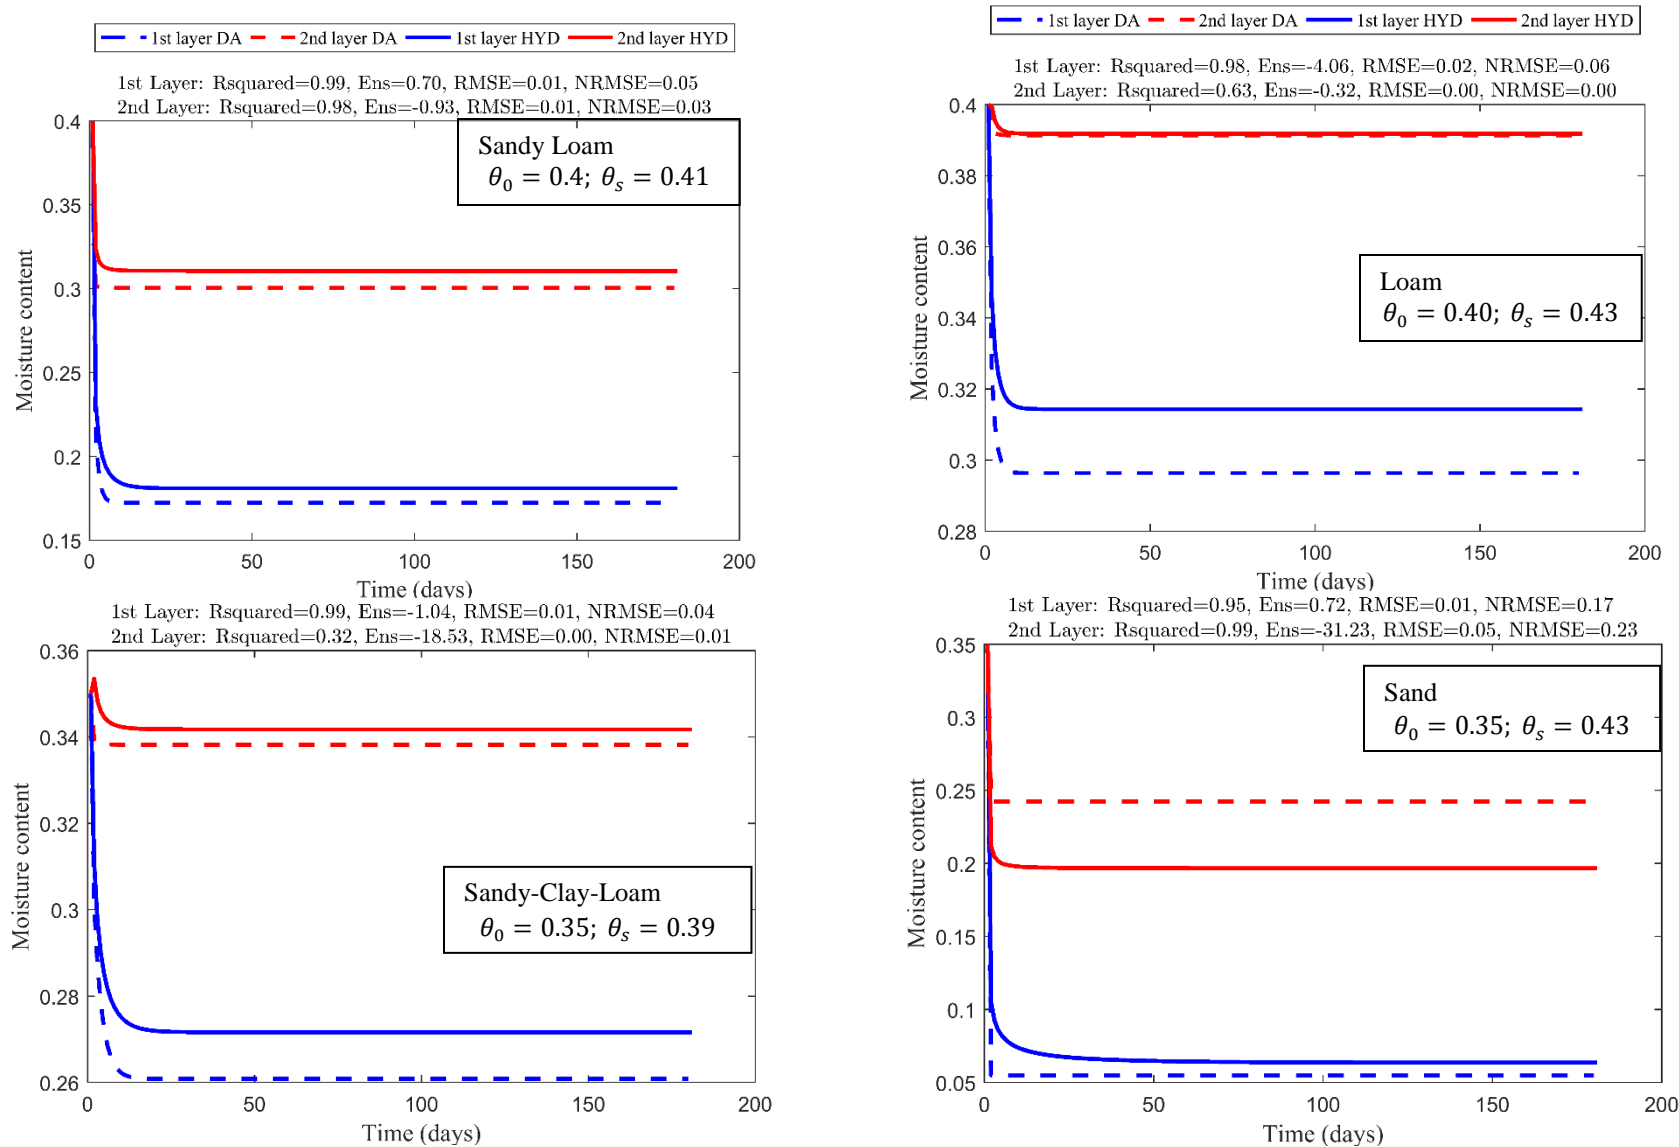 1st layer DA 2nd layer DA 1st layer HYD 2nd layer HYD
1st Layer: Rsquared=0.99, Ens=0.70, RMSE=0.01, NRMSE=0.05
2nd Layer: Rsquared=0.98, Ens=-0.93, RMSE=0.01, NRMSE=0.03
Sandy Loam
θ0 = 0.4; θs = 0.41
Moisture content
0.4
0.35
0.3
0.25
0.2
0.15
0 50 100 150 200
Time (days)
1st layer DA 2nd layer DA 1st layer HYD 2nd layer HYD
1st Layer: Rsquared=0.98, Ens=-4.06, RMSE=0.02, NRMSE=0.06
2nd Layer: Rsquared=0.63, Ens=-0.32, RMSE=0.00, NRMSE=0.00
Loam
θ0 = 0.40; θs = 0.43
Moisture content
0.4
0.38
0.36
0.34
0.32
0.3
0.28
0 50 100 150 200
Time (days)
1st Layer: Rsquared=0.99, Ens=-1.04, RMSE=0.01, NRMSE=0.04
2nd Layer: Rsquared=0.32, Ens=-18.53, RMSE=0.00, NRMSE=0.01
Sandy-Clay-Loam
θ0 = 0.35; θs = 0.39
Moisture content
0.36
0.34
0.32
0.3
0.28
0.26
0 50 100 150 200
Time (days)
1st Layer: Rsquared=0.95, Ens=0.72, RMSE=0.01, NRMSE=0.17
2nd Layer: Rsquared=0.99, Ens=-31.23, RMSE=0.05, NRMSE=0.23
Sand
θ0 = 0.35; θs = 0.43
Moisture content
0.35
0.3
0.25
0.2
0.15
0.1
0.05
0 50 100 150 200
Time (days)